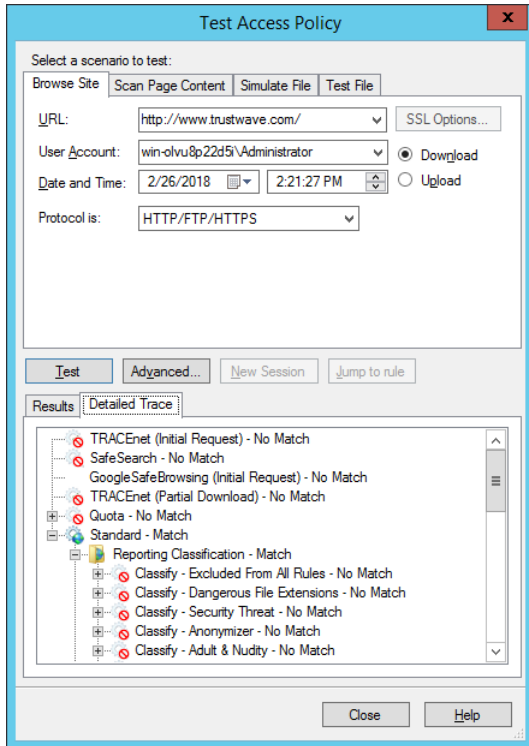 Test Access Policy
x
Select a scenario to test:
Browse Site Scan Page Content Simulate File Test File
URL: http://www.trustwave.com/ SSL Options...
User Account: win-olvu8p22d5i\Administrator Download
Date and Time: 2/26/2018 2:21:27 PM Upload
Protocol is: HTTP/FTP/HTTPS
Test Advanced... New Session Jump to rule
Results Detailed Trace
TRACEnet (Initial Request) - No Match
SafeSearch - No Match
GoogleSafeBrowsing (Initial Request) - No Match
TRACEnet (Partial Download) - No Match
Quota - No Match
Standard - Match
Reporting Classification - Match
Classify - Excluded From All Rules - No Match
Classify - Dangerous File Extensions - No Match
Classify - Security Threat - No Match
Classify - Anonymizer - No Match
Classify - Adult & Nudity - No Match
Close Help